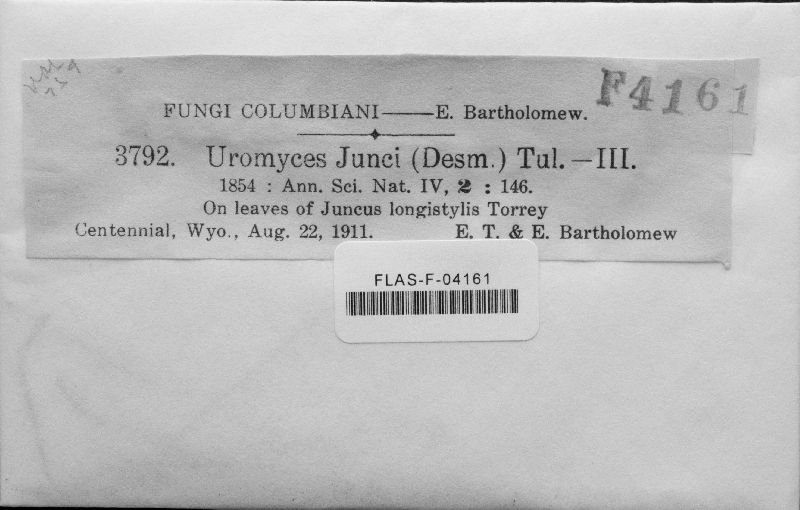 F4161
FUNGI COLUMBIANI——E. Bartholomew.
3792. Uromyces Junci (Desm.) Tul.—III.
1854 : Ann. Sci. Nat. IV, 2 : 146.
On leaves of Juncus longistylis Torrey
Centennial, Wyo., Aug. 22, 1911. E. T. & E. Bartholomew
FLAS-F-04161